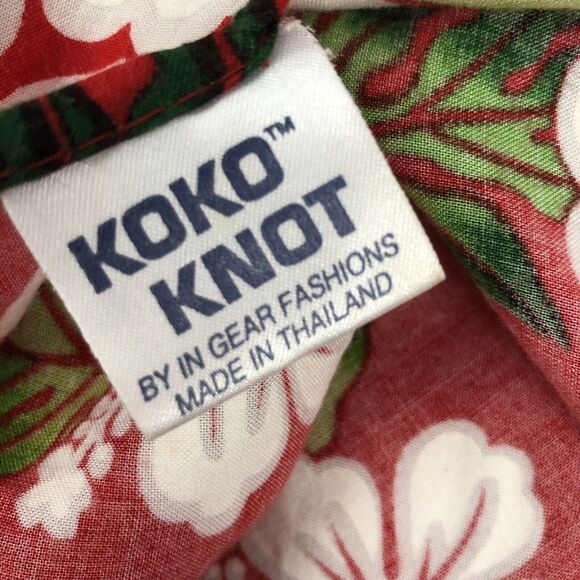 KOKO™
KNOT
BY IN GEAR FASHIONS
MADE IN THAILAND